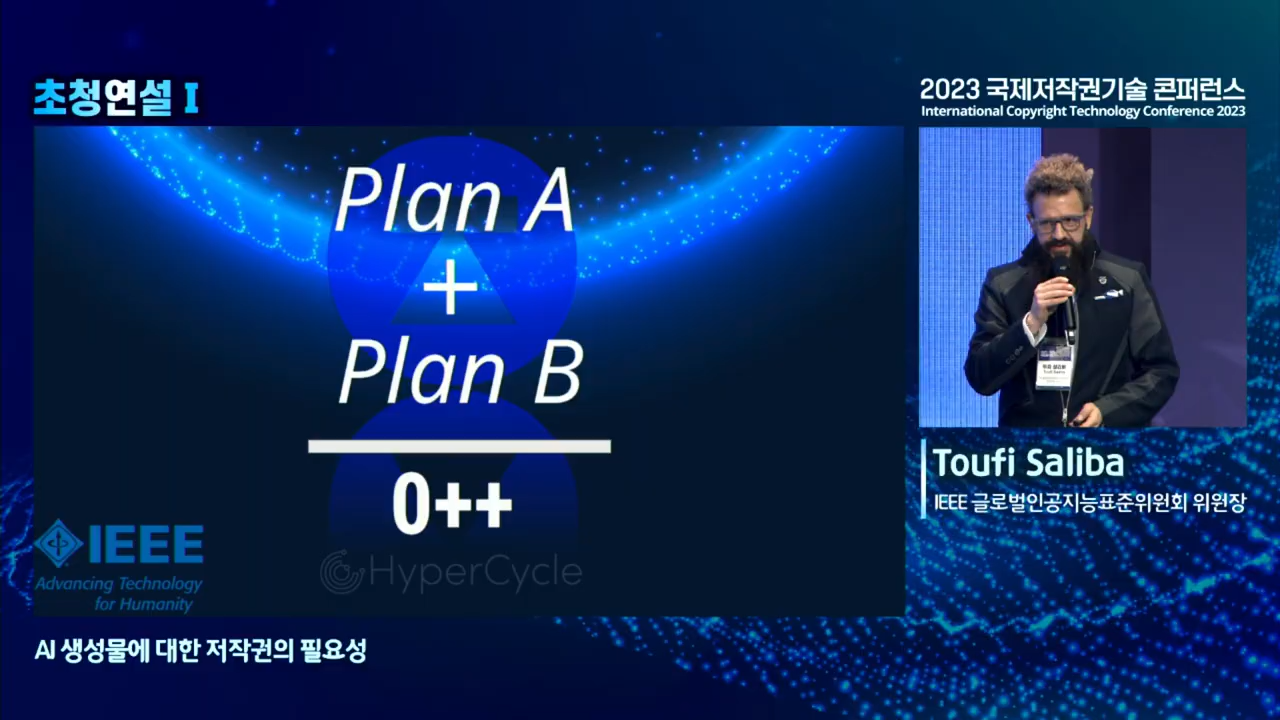 초청연설 I
2023 국제저작권기술 콘퍼런스
International Copyright Technology Conference 2023
Plan A
+
Plan B
0++
IEEE
Advancing Technology
for Humanity
HyperCycle
Toufi Saliba
IEEE 글로벌인공지능표준위원회 위원장
AI 생성물에 대한 저작권의 필요성